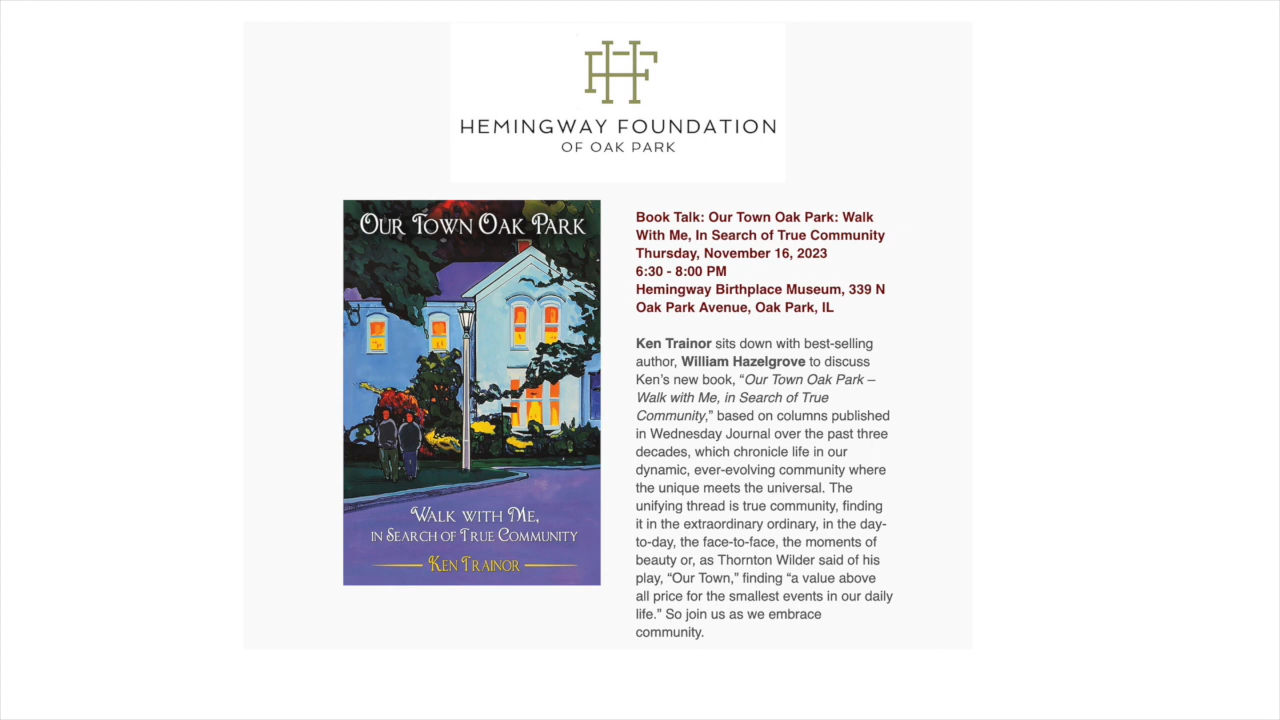 HF
HEMINGWAY FOUNDATION
OF OAK PARK
OUR TOWN OAK PARK
WALK WITH ME,
IN SEARCH OF TRUE COMMUNITY
KEN TRAINOR
Book Talk: Our Town Oak Park: Walk
With Me, In Search of True Community
Thursday, November 16, 2023
6:30 - 8:00 PM
Hemingway Birthplace Museum, 339 N
Oak Park Avenue, Oak Park, IL
Ken Trainor sits down with best-selling
author, William Hazelgrove to discuss
Ken’s new book, “Our Town Oak Park –
Walk with Me, in Search of True
Community,” based on columns published
in Wednesday Journal over the past three
decades, which chronicle life in our
dynamic, ever-evolving community where
the unique meets the universal. The
unifying thread is true community, finding
it in the extraordinary ordinary, in the day-
to-day, the face-to-face, the moments of
beauty or, as Thornton Wilder said of his
play, “Our Town,” finding “a value above
all price for the smallest events in our daily
life.” So join us as we embrace
community.